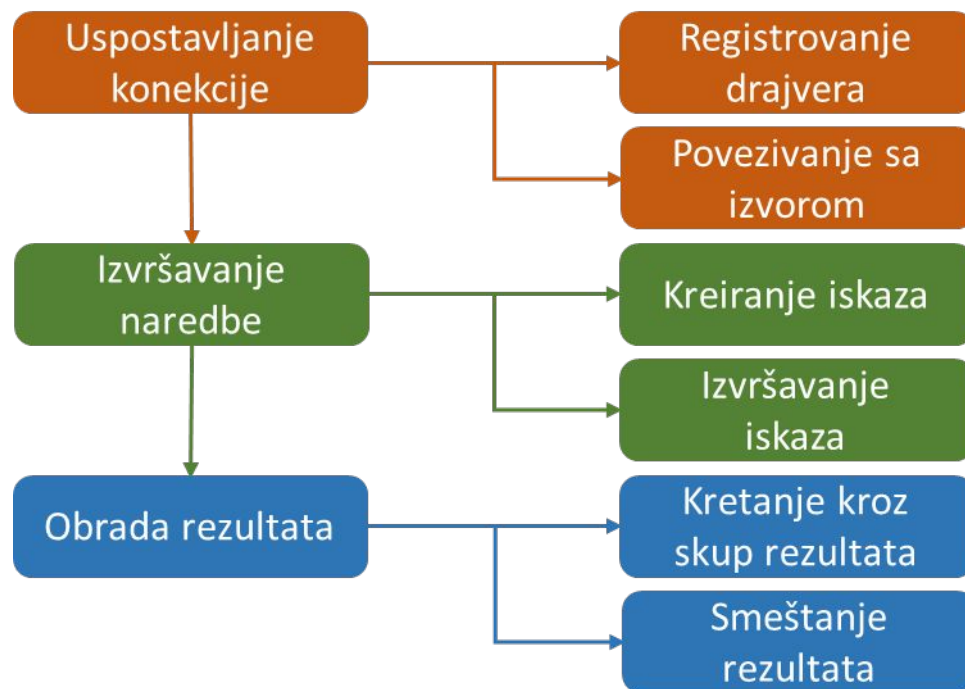 Uspostavljanje
konekcije
Registrovanje
drajvera
Povezivanje sa
izvorom
Izvršavanje
naredbe
Kreiranje iskaza
Izvršavanje
iskaza
Obrada rezultata
Kretanje kroz
skup rezultata
Smeštanje
rezultata